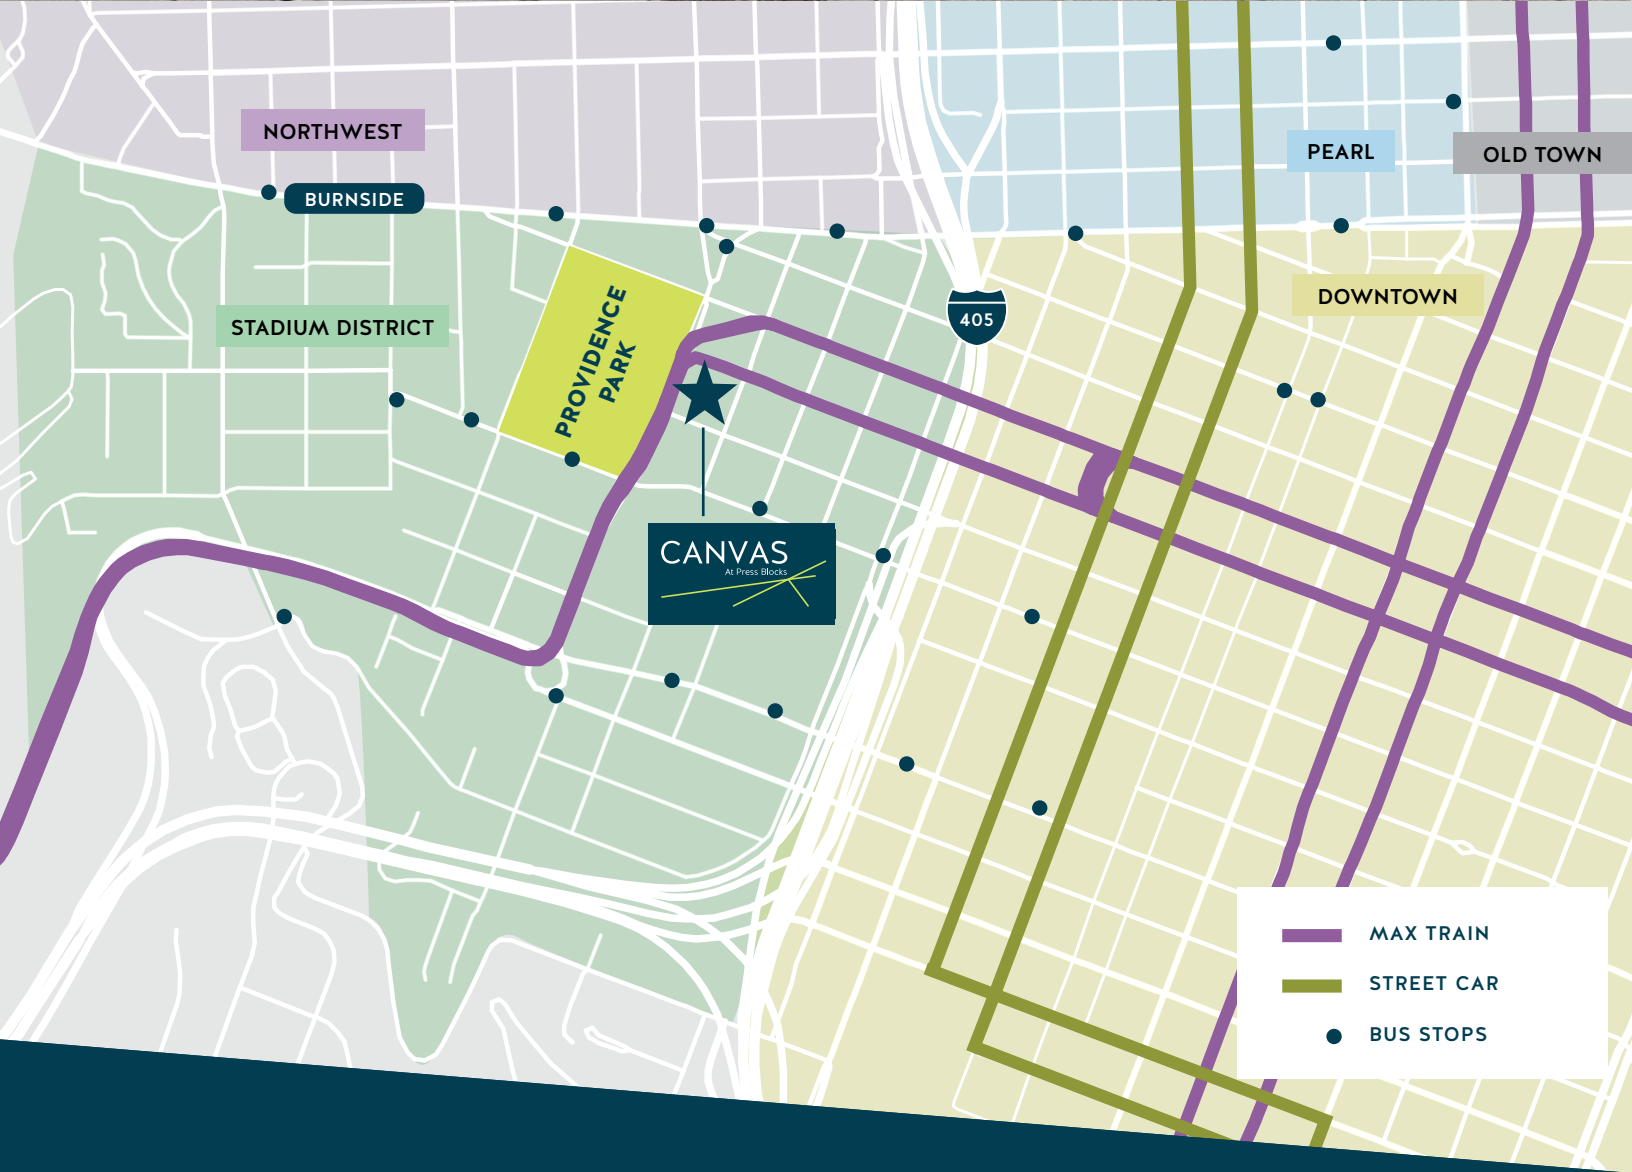 NORTHWEST
PEARL
OLD TOWN
BURNSIDE
DOWNTOWN
STADIUM DISTRICT
405
PROVIDENCE
PARK
CANVAS
At Press Blocks
MAX TRAIN
STREET CAR
BUS STOPS